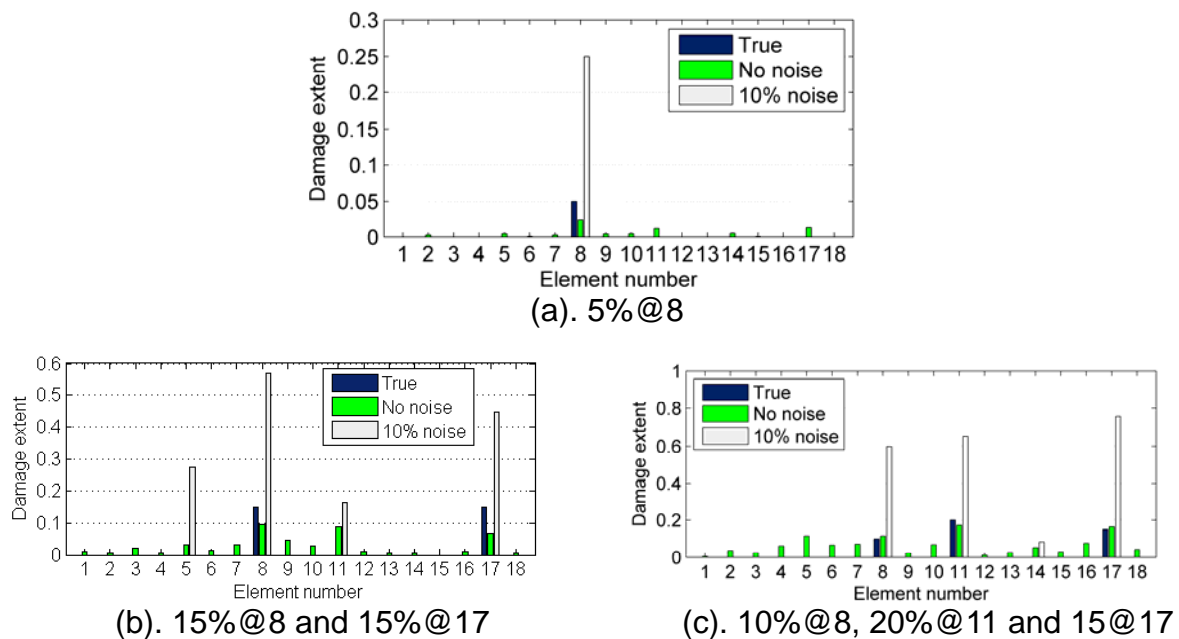 0.3
0.25
0.2
0.15
0.1
0.05
0
Damage extent
True
No noise
10% noise
1 2 3 4 5 6 7 8 9 10 11 12 13 14 15 16 17 18
Element number
(a). 5%@8
0.6
0.5
0.4
0.3
0.2
0.1
0
Damage extent
True
No noise
10% noise
1 2 3 4 5 6 7 8 9 10 11 12 13 14 15 16 17 18
Element number
(b). 15%@8 and 15%@17
1
0.8
0.6
0.4
0.2
0
Damage extent
True
No noise
10% noise
1 2 3 4 5 6 7 8 9 10 11 12 13 14 15 16 17 18
Element number
(c). 10%@8, 20%@11 and 15@17